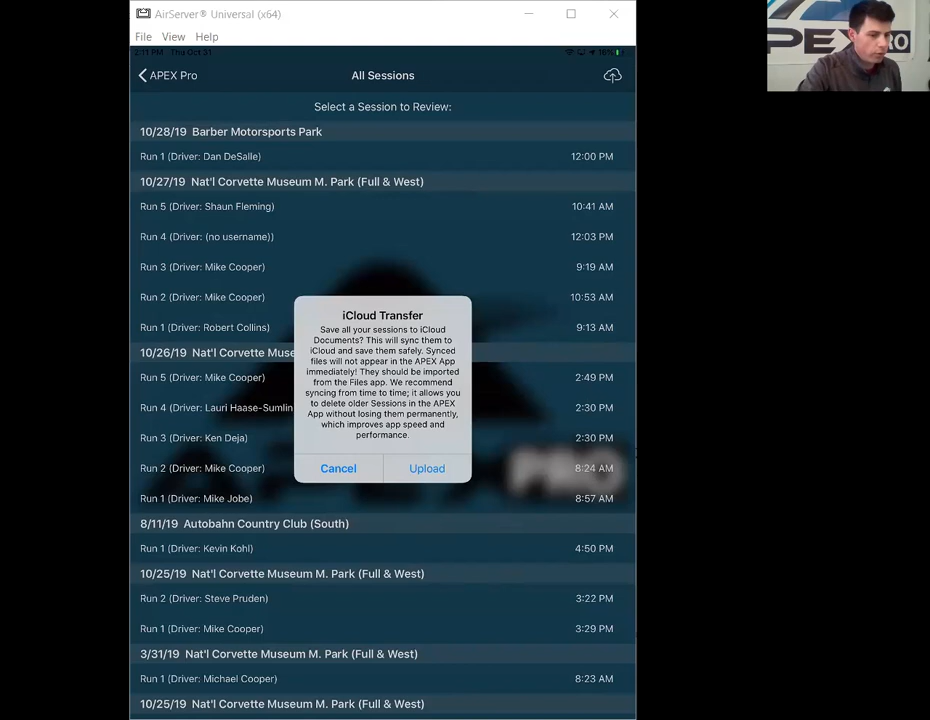 AirServer® Universal (x64)
File View Help
2:11 PM Thu Oct 31 16%
APEX Pro All Sessions
Select a Session to Review:
10/28/19 Barber Motorsports Park
Run 1 (Driver: Dan DeSalle) 12:00 PM
10/27/19 Nat'l Corvette Museum M. Park (Full & West)
Run 5 (Driver: Shaun Fleming) 10:41 AM
Run 4 (Driver: (no username)) 12:03 PM
Run 3 (Driver: Mike Cooper) 9:19 AM
Run 2 (Driver: Mike Cooper) 10:53 AM
Run 1 (Driver: Robert Collins) 9:13 AM
10/26/19 Nat'l Corvette Muse
Run 5 (Driver: Mike Cooper) 2:49 PM
Run 4 (Driver: Lauri Haase-Sumlin 2:30 PM
Run 3 (Driver: Ken Deja) 2:30 PM
Run 2 (Driver: Mike Cooper) 8:24 AM
Run 1 (Driver: Mike Jobe) 8:57 AM
8/11/19 Autobahn Country Club (South)
Run 1 (Driver: Kevin Kohl) 4:50 PM
10/25/19 Nat'l Corvette Museum M. Park (Full & West)
Run 2 (Driver: Steve Pruden) 3:22 PM
Run 1 (Driver: Mike Cooper) 3:29 PM
3/31/19 Nat'l Corvette Museum M. Park (Full & West)
Run 1 (Driver: Michael Cooper) 8:23 AM
10/25/19 Nat'l Corvette Museum M. Park (Full & West)
iCloud Transfer
Save all your sessions to iCloud
Documents? This will sync them to
iCloud and save them safely. Synced
files will not appear in the APEX App
immediately! They should be imported
from the Files app. We recommend
syncing from time to time; it allows you
to delete older Sessions in the APEX
App without losing them permanently,
which improves app speed and
performance.
Cancel Upload
PRO
PEX RO